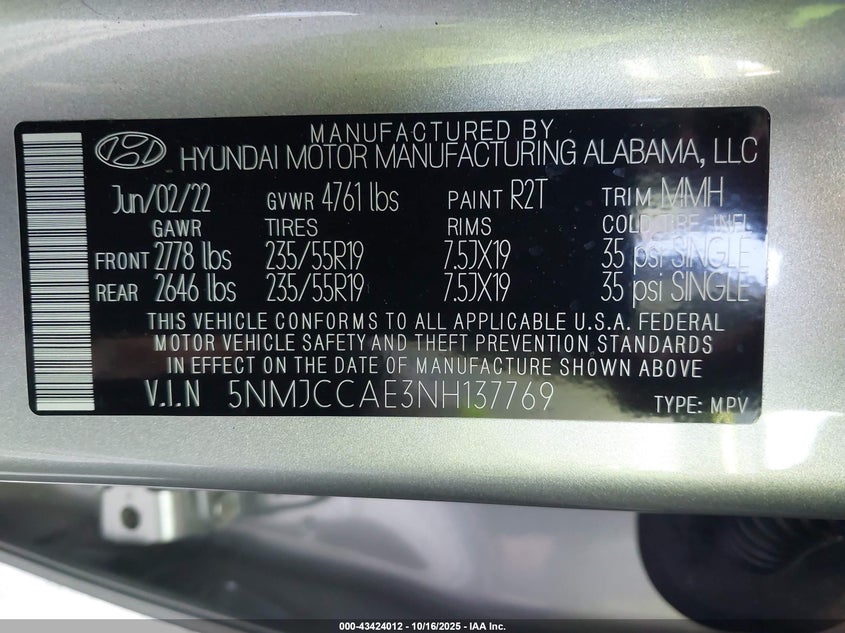 MANUFACTURED BY
HYUNDAI MOTOR MANUFACTURING ALABAMA, LLC
Jun/02/22 GVWR 4761 lbs PAINT R2T TRIM MMH
GAWR TIRES RIMS COLD TIRE INFL
FRONT 2778 lbs 235/55R19 7.5JX19 35 psi SINGLE
REAR 2646 lbs 235/55R19 7.5JX19 35 psi SINGLE
THIS VEHICLE CONFORMS TO ALL APPLICABLE U.S.A. FEDERAL
MOTOR VEHICLE SAFETY AND THEFT PREVENTION STANDARDS
IN EFFECT ON THE DATE OF MANUFACTURE SHOWN ABOVE
V.I.N 5NMJCCAE3NH137769 TYPE: MPV
000-43424012 - 10/16/2025 - IAA Inc.